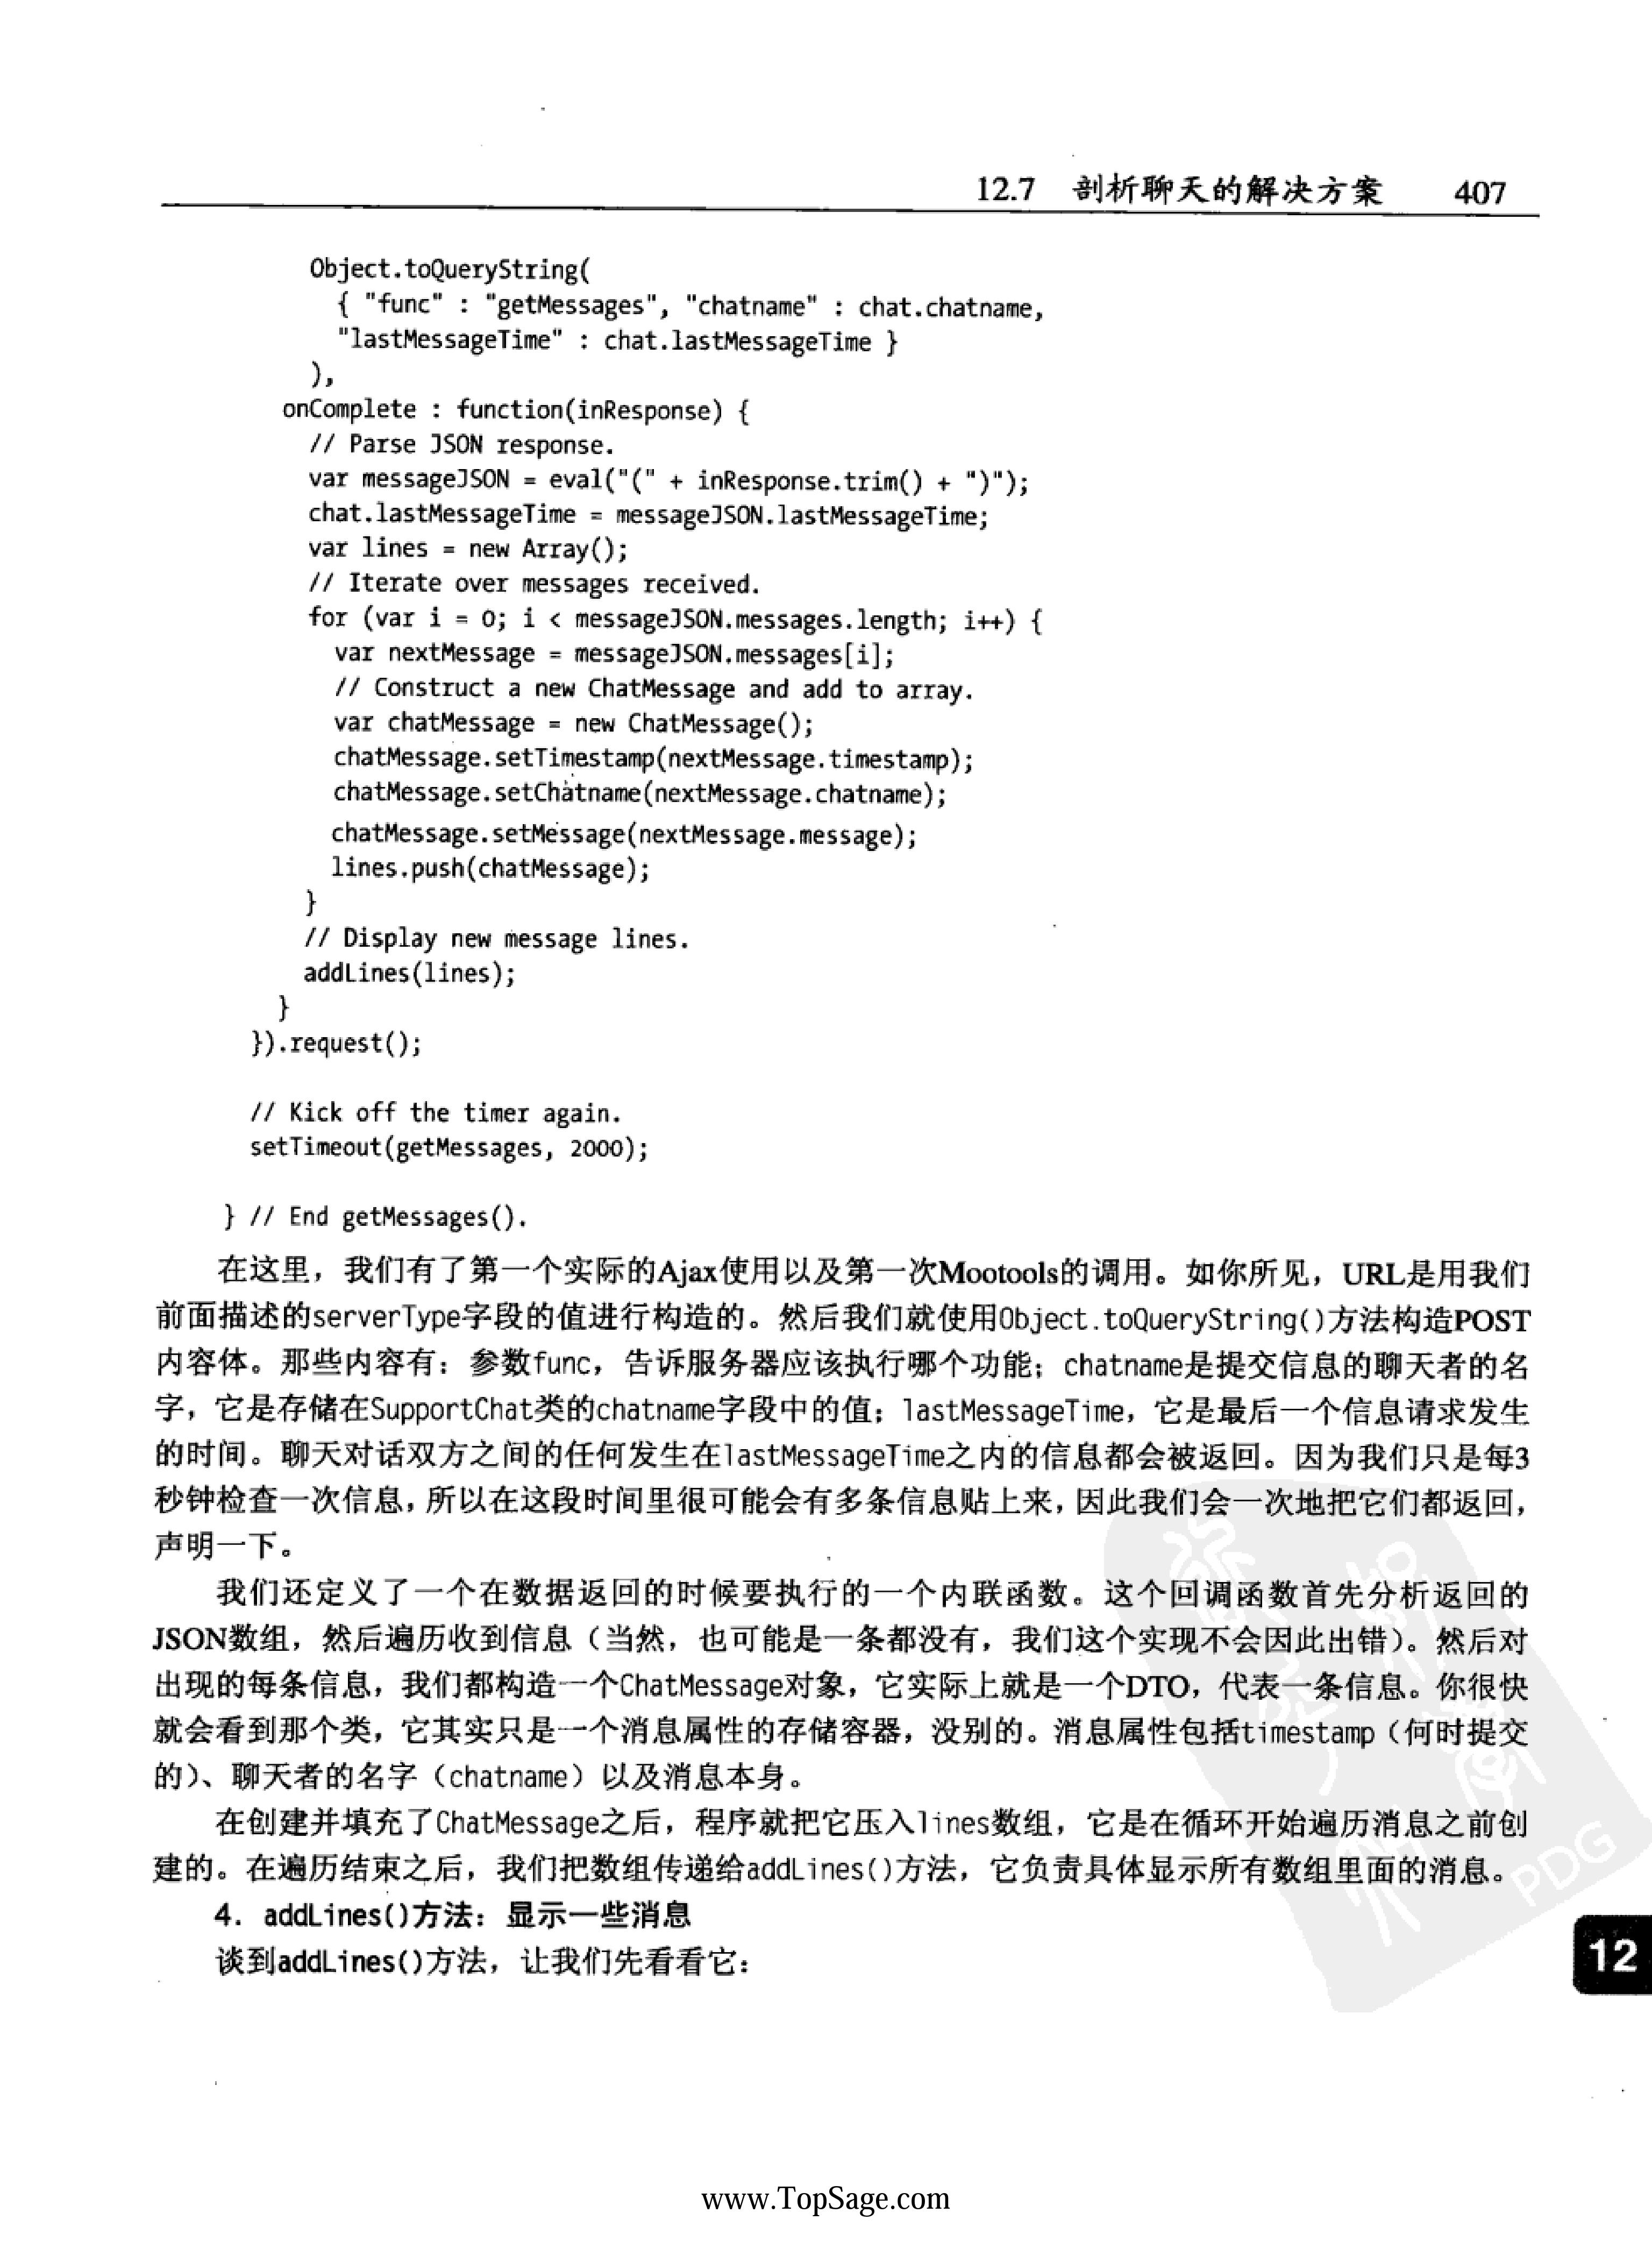 12.7 剖析聊天的解决方案 407
Object.toQueryString(
{ "func" : "getMessages", "chatname" : chat.chatname,
"lastMessageTime" : chat.lastMessageTime }
),
onComplete : function(inResponse) {
// Parse JSON response.
var messageJSON = eval("(" + inResponse.trim() + ")");
chat.lastMessageTime = messageJSON.lastMessageTime;
var lines = new Array();
// Iterate over messages received.
for (var i = 0; i < messageJSON.messages.length; i++) {
var nextMessage = messageJSON.messages[i];
// Construct a new ChatMessage and add to array.
var chatMessage = new ChatMessage();
chatMessage.setTimestamp(nextMessage.timestamp);
chatMessage.setChatname(nextMessage.chatname);
chatMessage.setMessage(nextMessage.message);
lines.push(chatMessage);
}
// Display new message lines.
addLines(lines);
}
}).request();
// Kick off the timer again.
setTimeout(getMessages, 2000);
} // End getMessages().
在这里，我们有了第一个实际的Ajax使用以及第一次Mootools的调用。如你所见，URL是用我们
前面描述的serverType字段的值进行构造的。然后我们就使用Object.toQueryString()方法构造POST
内容体。那些内容有：参数func，告诉服务器应该执行哪个功能；chatname是提交信息的聊天者的名
字，它是存储在SupportChat类的chatname字段中的值；lastMessageTime，它是最后一个信息请求发生
的时间。聊天对话双方之间的任何发生在lastMessageTime之内的信息都会被返回。因为我们只是每3
秒钟检查一次信息，所以在这段时间里很可能会有多条信息贴上来，因此我们会一次地把它们都返回，
声明一下。
我们还定义了一个在数据返回的时候要执行的一个内联函数。这个回调函数首先分析返回的
JSON数组，然后遍历收到信息（当然，也可能是一条都没有，我们这个实现不会因此出错）。然后对
出现的每条信息，我们都构造一个ChatMessage对象，它实际上就是一个DTO，代表一条信息。你很快
就会看到那个类，它其实只是一个消息属性的存储容器，没别的。消息属性包括timestamp（何时提交
的）、聊天者的名字（chatname）以及消息本身。
在创建并填充了ChatMessage之后，程序就把它压入lines数组，它是在循环开始遍历消息之前创
建的。在遍历结束之后，我们把数组传递给addLines()方法，它负责具体显示所有数组里面的消息。
4．addLines()方法：显示一些消息
谈到addLines()方法，让我们先看看它：
PDG
12
www.TopSage.com